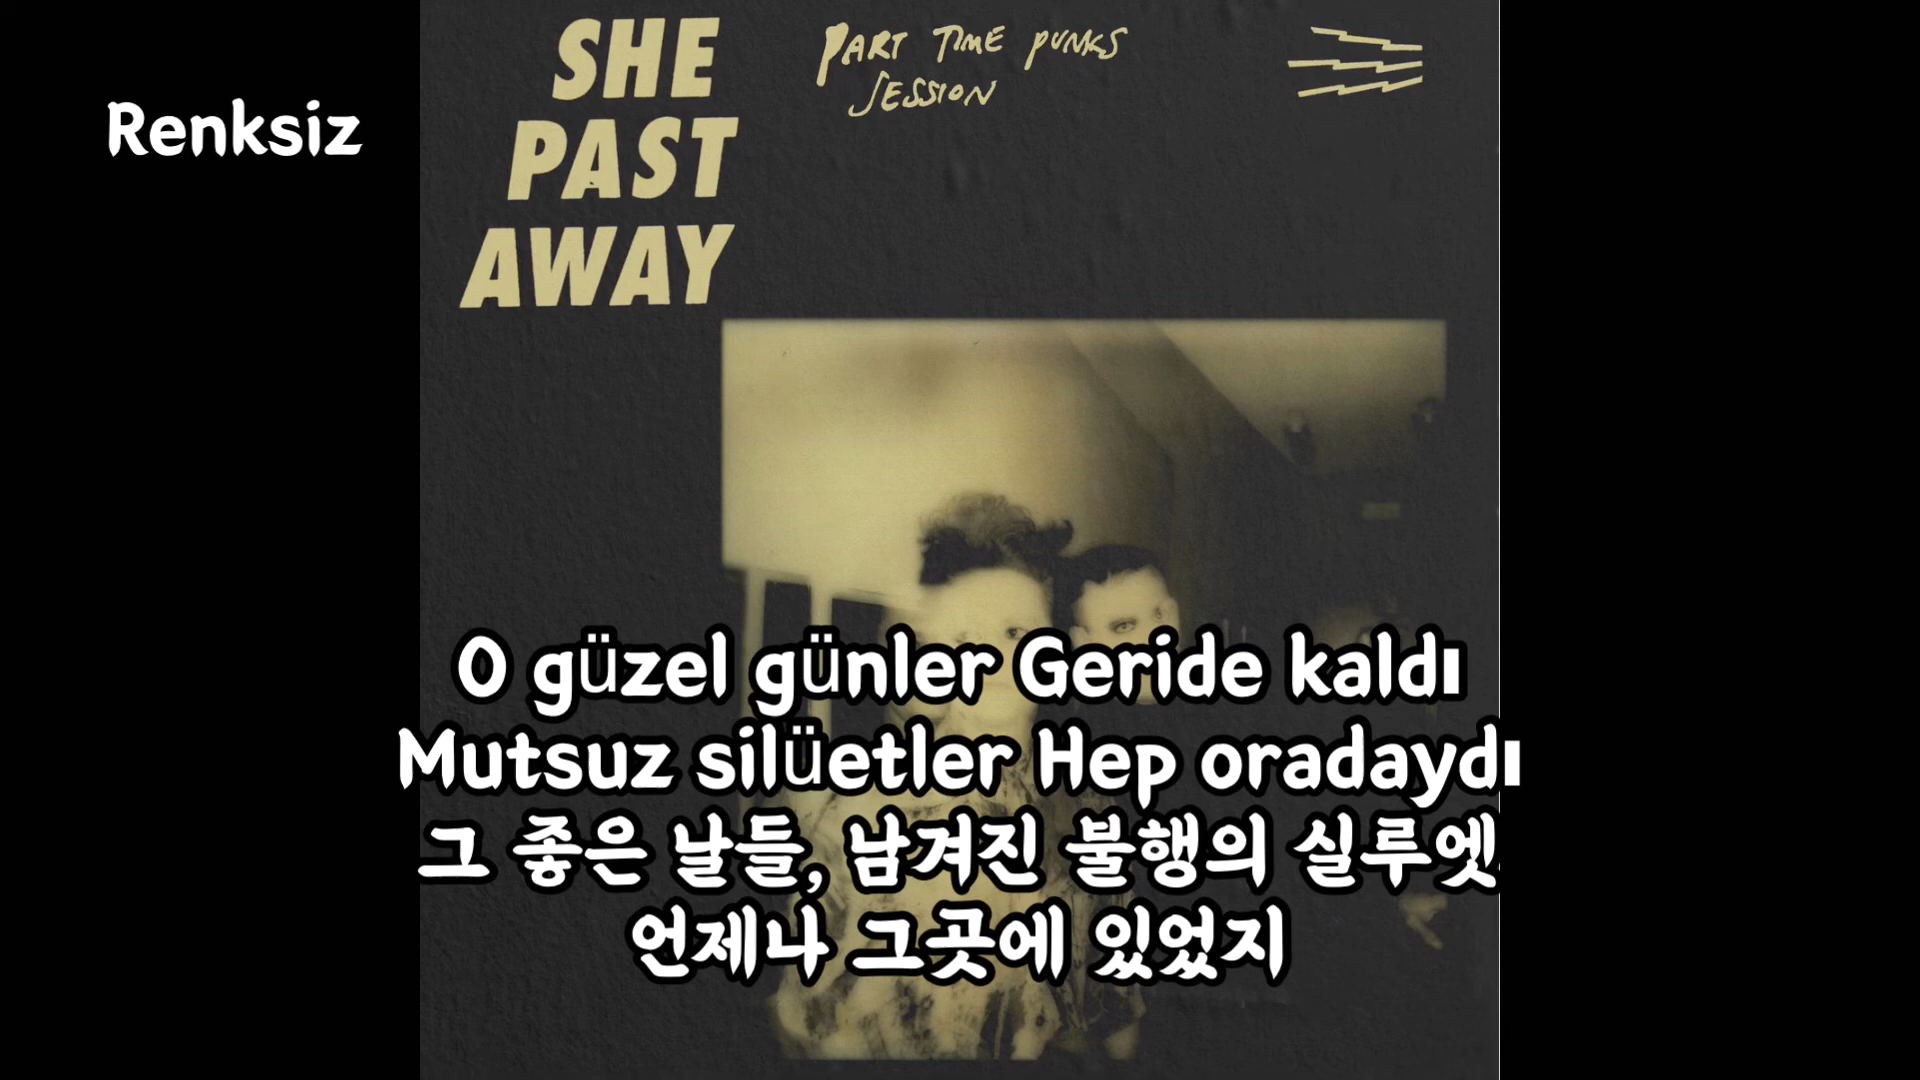 SHE
PAST
AWAY
PART TIME PUNKS
SESSION
Renksiz
O güzel günler Geride kaldı
Mutsuz silüetler Hep oradaydı
그 좋은 날들, 남겨진 불행의 실루엣
언제나 그곳에 있었지